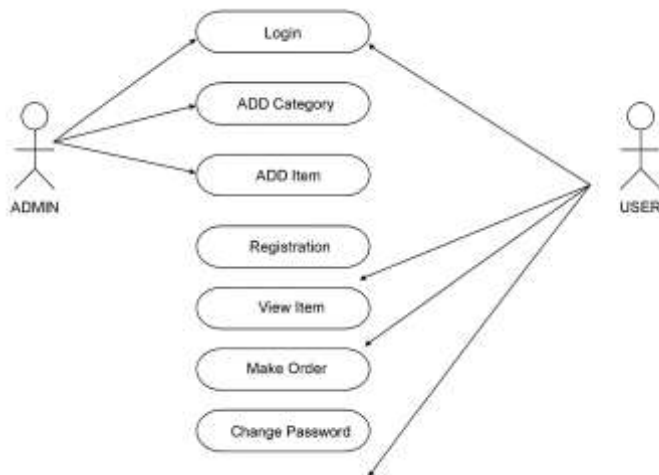 Login
ADD Category
ADD Item
ADMIN
USER
Registration
View Item
Make Order
Change Password